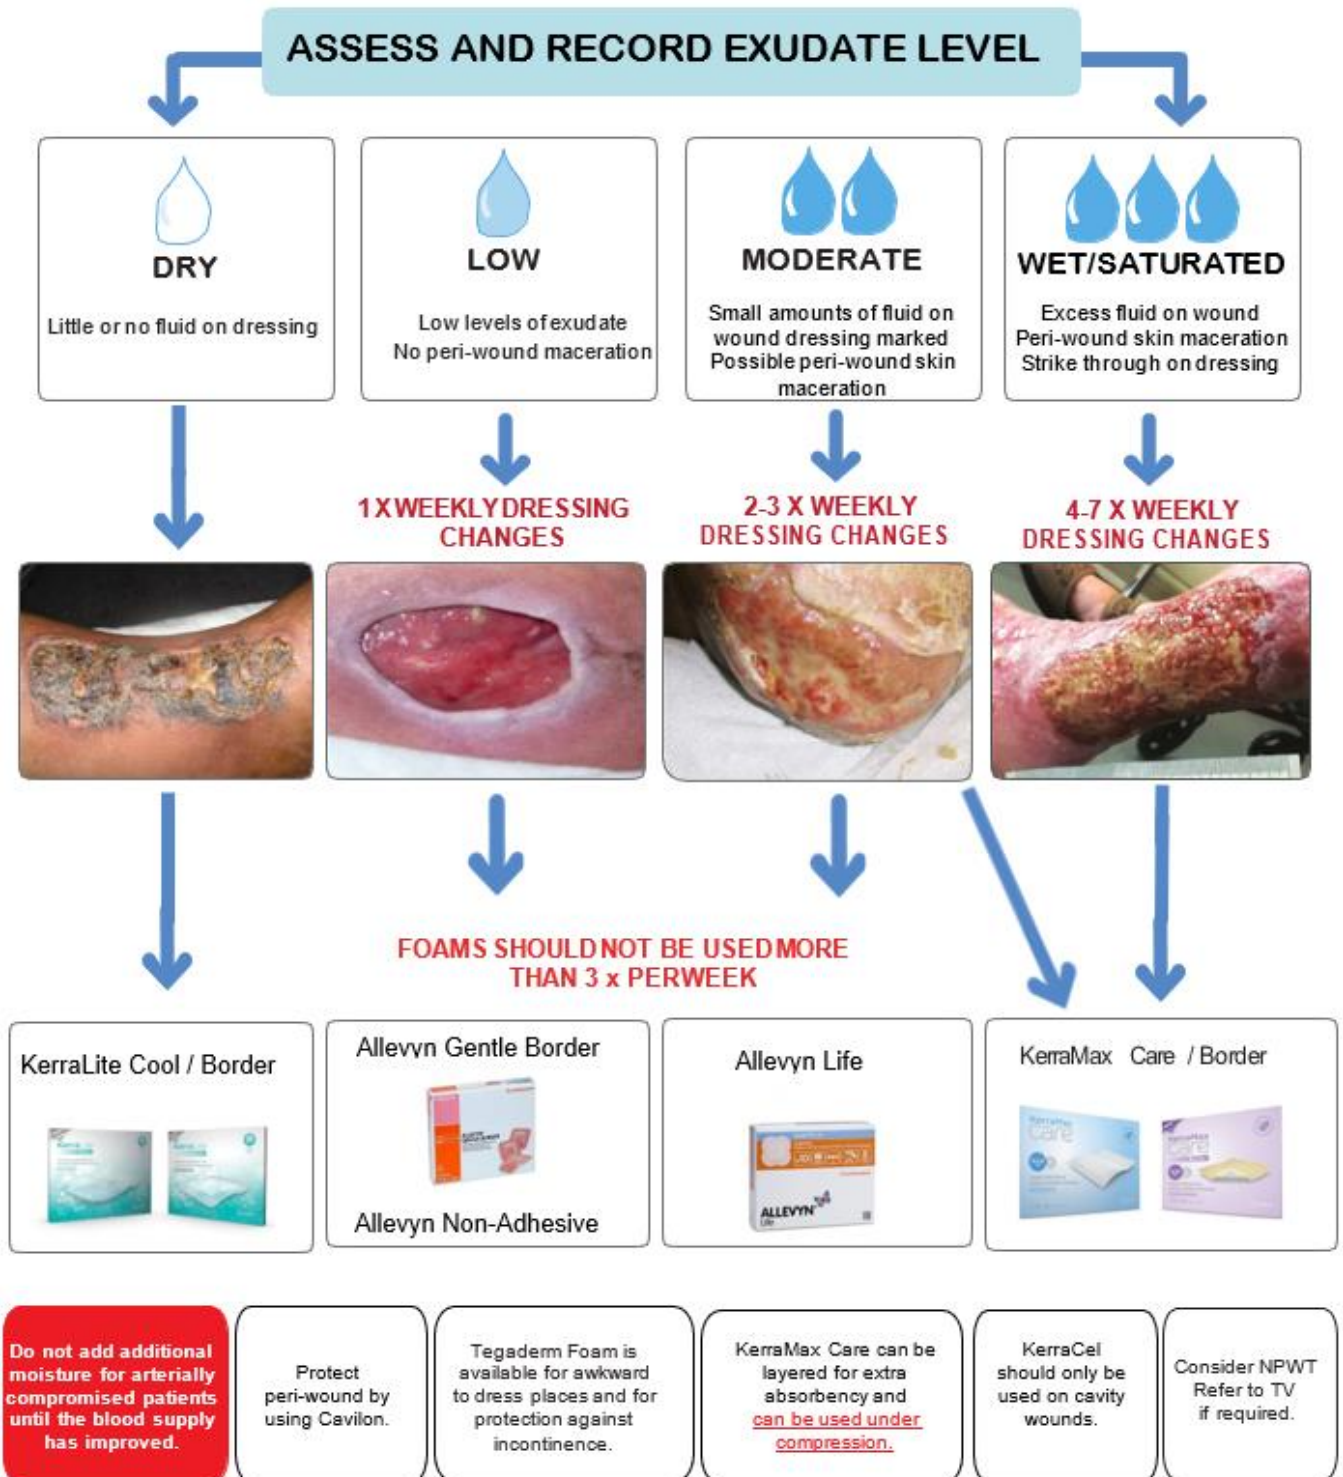 ASSESS AND RECORD EXUDATE LEVEL
DRY
Little or no fluid on dressing
LOW
Low levels of exudate
No peri-wound maceration
MODERATE
Small amounts of fluid on
wound dressing marked
Possible peri-wound skin
maceration
WET/SATURATED
Excess fluid on wound
Peri-wound skin maceration
Strike through on dressing
1 X WEEKLY DRESSING
CHANGES
2-3 X WEEKLY
DRESSING CHANGES
4-7 X WEEKLY
DRESSING CHANGES
FOAMS SHOULD NOT BE USED MORE
THAN 3 x PER WEEK
KerraLite Cool / Border
Allevyn Gentle Border
Allevyn Non-Adhesive
Allevyn Life
ALLEVYN
Life
KerraMax Care / Border
KerraMax
care
KerraMax
care
Do not add additional
moisture for arterially
compromised patients
until the blood supply
has improved.
Protect
peri-wound by
using Cavilon.
Tegaderm Foam is
available for awkward
to dress places and for
protection against
incontinence.
KerraMax Care can be
layered for extra
absorbency and
can be used under
compression.
KerraCel
should only be
used on cavity
wounds.
Consider NPWT
Refer to TV
if required.